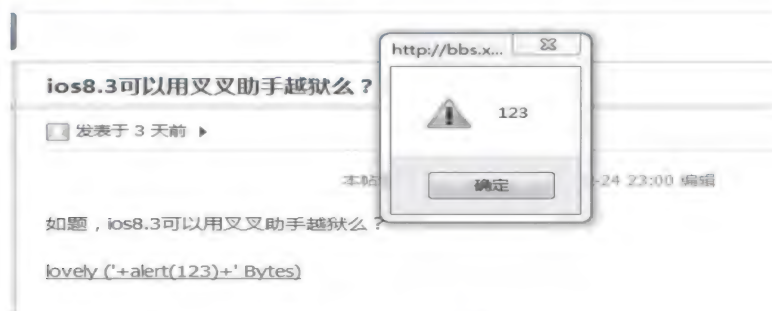 http://bbs.x...
ios8.3可以用叉叉助手越狱么？
123
发表于 3 天前
确定
本帖
-24 23:00 编辑
如题，ios8.3可以用叉叉助手越狱么？
lovely ('+alert(123)+' Bytes)